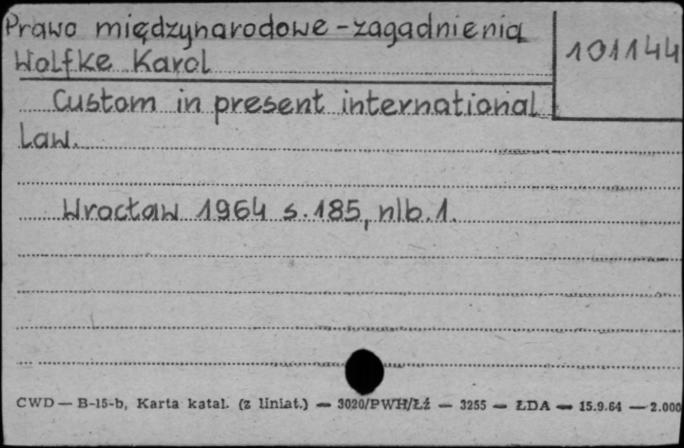 Prawo międzynarodowe - zagadnienia
101144
Wolfke Karol
Custom in present international
Law.
Wrocław 1964 s. 185, nlb. 1.
CWD — B-15-b, Karta katal. (z liniat.) — 3020/PWH/Łź — 3255 — ŁDA — 15.9.64 — 2.000